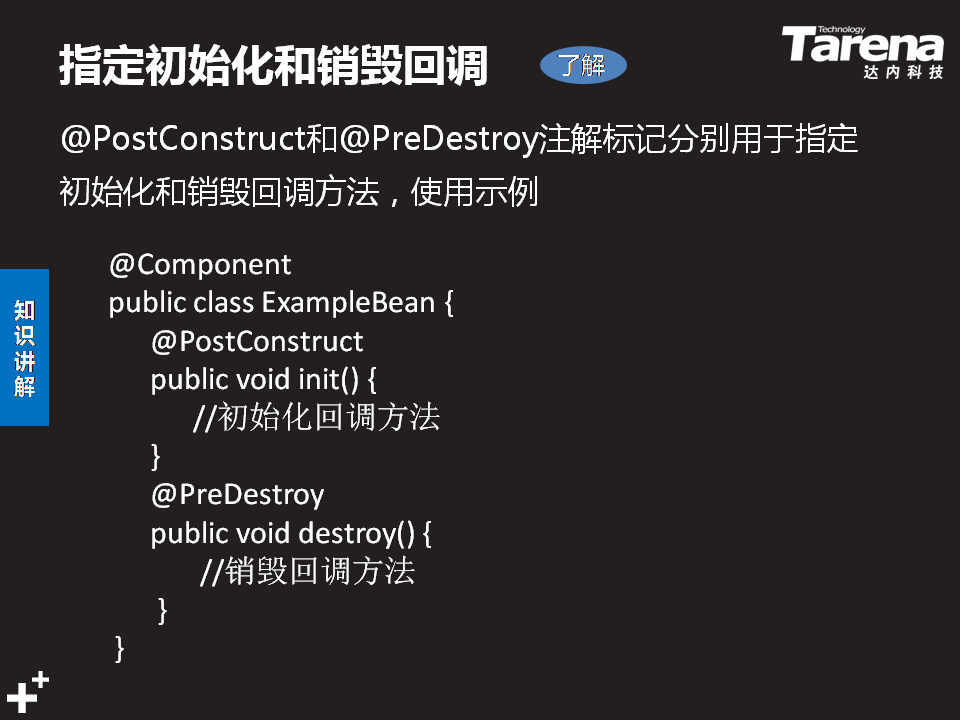 指定初始化和销毁回调
了解
Technology
Tarena
达内科技
@PostConstruct和@PreDestroy注解标记分别用于指定
初始化和销毁回调方法，使用示例
@Component
public class ExampleBean {
@PostConstruct
public void init() {
//初始化回调方法
}
@PreDestroy
public void destroy() {
//销毁回调方法
}
}
知识讲解